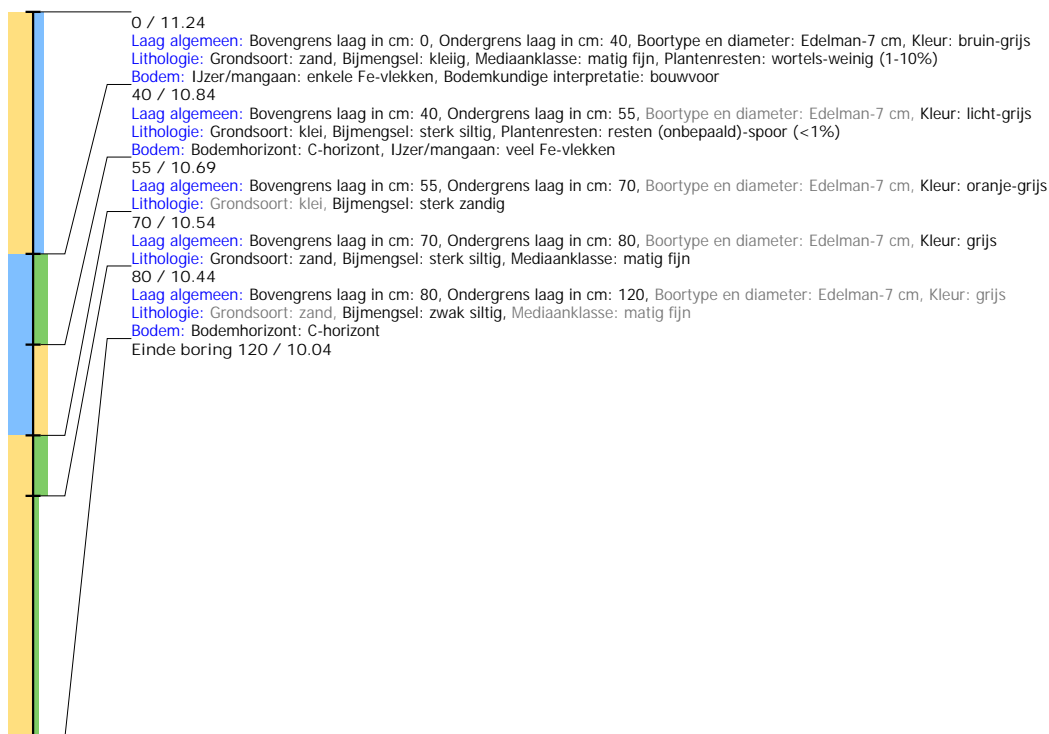 0 / 11.24
Laag algemeen: Bovengrens laag in cm: 0, Ondergrens laag in cm: 40, Boortype en diameter: Edelman-7 cm, Kleur: bruin-grijs
Lithologie: Grondsoort: zand, Bijmengsel: kleiig, Mediaanklasse: matig fijn, Plantenresten: wortels-weinig (1-10%)
Bodem: IJzer/mangaan: enkele Fe-vlekken, Bodemkundige interpretatie: bouwvoor
40 / 10.84
Laag algemeen: Bovengrens laag in cm: 40, Ondergrens laag in cm: 55, Boortype en diameter: Edelman-7 cm, Kleur: licht-grijs
Lithologie: Grondsoort: klei, Bijmengsel: sterk siltig, Plantenresten: resten (onbepaald)-spoor (<1%)
Bodem: Bodemhorizont: C-horizont, IJzer/mangaan: veel Fe-vlekken
55 / 10.69
Laag algemeen: Bovengrens laag in cm: 55, Ondergrens laag in cm: 70, Boortype en diameter: Edelman-7 cm, Kleur: oranje-grijs
Lithologie: Grondsoort: klei, Bijmengsel: sterk zandig
70 / 10.54
Laag algemeen: Bovengrens laag in cm: 70, Ondergrens laag in cm: 80, Boortype en diameter: Edelman-7 cm, Kleur: grijs
Lithologie: Grondsoort: zand, Bijmengsel: sterk siltig, Mediaanklasse: matig fijn
80 / 10.44
Laag algemeen: Bovengrens laag in cm: 80, Ondergrens laag in cm: 120, Boortype en diameter: Edelman-7 cm, Kleur: grijs
Lithologie: Grondsoort: zand, Bijmengsel: zwak siltig, Mediaanklasse: matig fijn
Bodem: Bodemhorizont: C-horizont
Einde boring 120 / 10.04